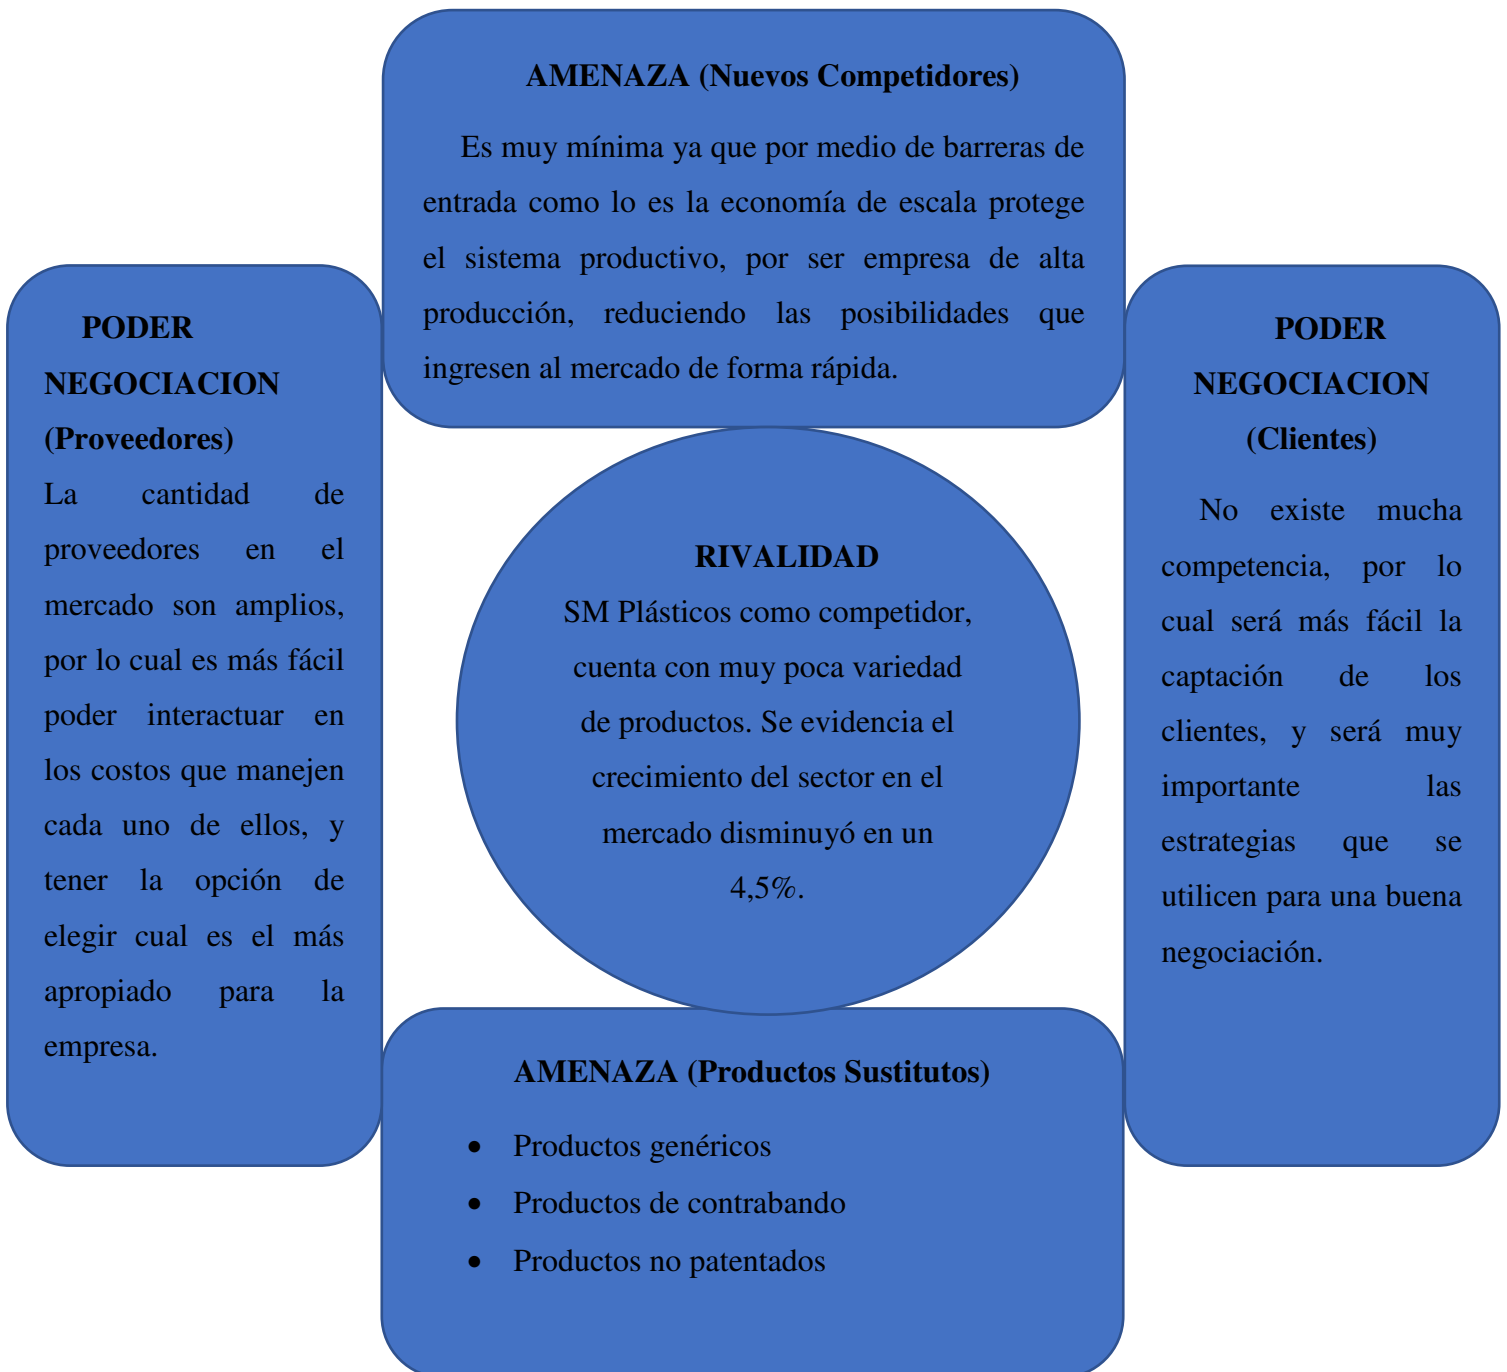 AMENAZA (Nuevos Competidores)
Es muy mínima ya que por medio de barreras de
entrada como lo es la economía de escala protege
el sistema productivo, por ser empresa de alta
producción, reduciendo las posibilidades que
ingresen al mercado de forma rápida.
PODER
NEGOCIACION
(Proveedores)
La cantidad de
proveedores en el
mercado son amplios,
por lo cual es más fácil
poder interactuar en
los costos que manejen
cada uno de ellos, y
tener la opción de
elegir cual es el más
apropiado para la
empresa.
RIVALIDAD
SM Plásticos como competidor,
cuenta con muy poca variedad
de productos. Se evidencia el
crecimiento del sector en el
mercado disminuyó en un
4,5%.
PODER
NEGOCIACION
(Clientes)
No existe mucha
competencia, por lo
cual será más fácil la
captación de los
clientes, y será muy
importante las
estrategias que se
utilicen para una buena
negociación.
AMENAZA (Productos Sustitutos)
• Productos genéricos
• Productos de contrabando
• Productos no patentados